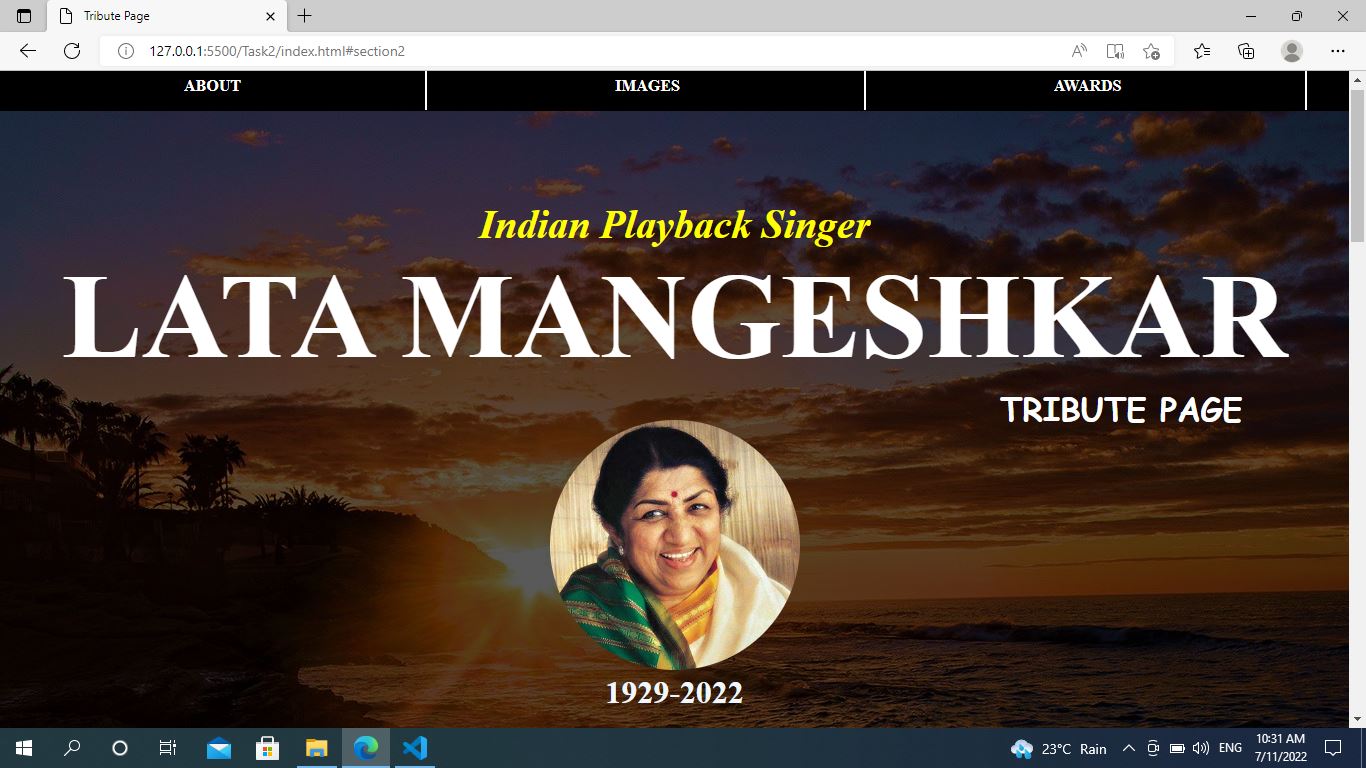 Tribute Page
127.0.0.1:5500/Task2/index.html#section2
ABOUT IMAGES AWARDS
Indian Playback Singer
LATA MANGESHKAR
TRIBUTE PAGE
1929-2022
23°C Rain ENG 10:31 AM
7/11/2022